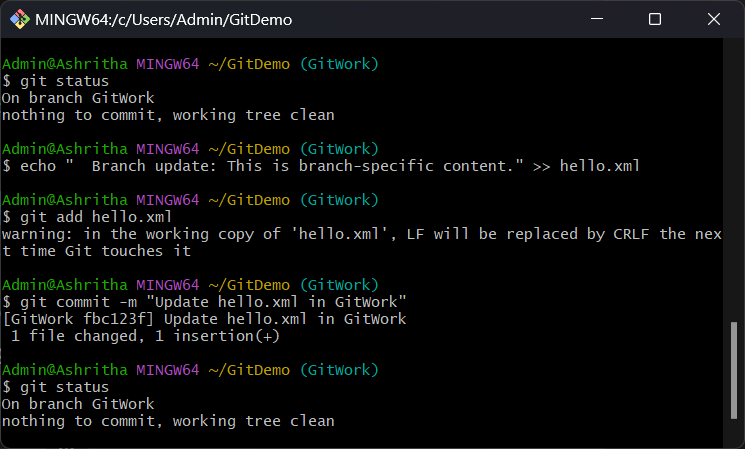 MINGW64:/c/Users/Admin/GitDemo
Admin@Ashritha MINGW64 ~/GitDemo (GitWork)
$ git status
On branch GitWork
nothing to commit, working tree clean
Admin@Ashritha MINGW64 ~/GitDemo (GitWork)
$ echo "  Branch update: This is branch-specific content." >> hello.xml
Admin@Ashritha MINGW64 ~/GitDemo (GitWork)
$ git add hello.xml
warning: in the working copy of 'hello.xml', LF will be replaced by CRLF the nex
t time Git touches it
Admin@Ashritha MINGW64 ~/GitDemo (GitWork)
$ git commit -m "Update hello.xml in GitWork"
[GitWork fbc123f] Update hello.xml in GitWork
 1 file changed, 1 insertion(+)
Admin@Ashritha MINGW64 ~/GitDemo (GitWork)
$ git status
On branch GitWork
nothing to commit, working tree clean